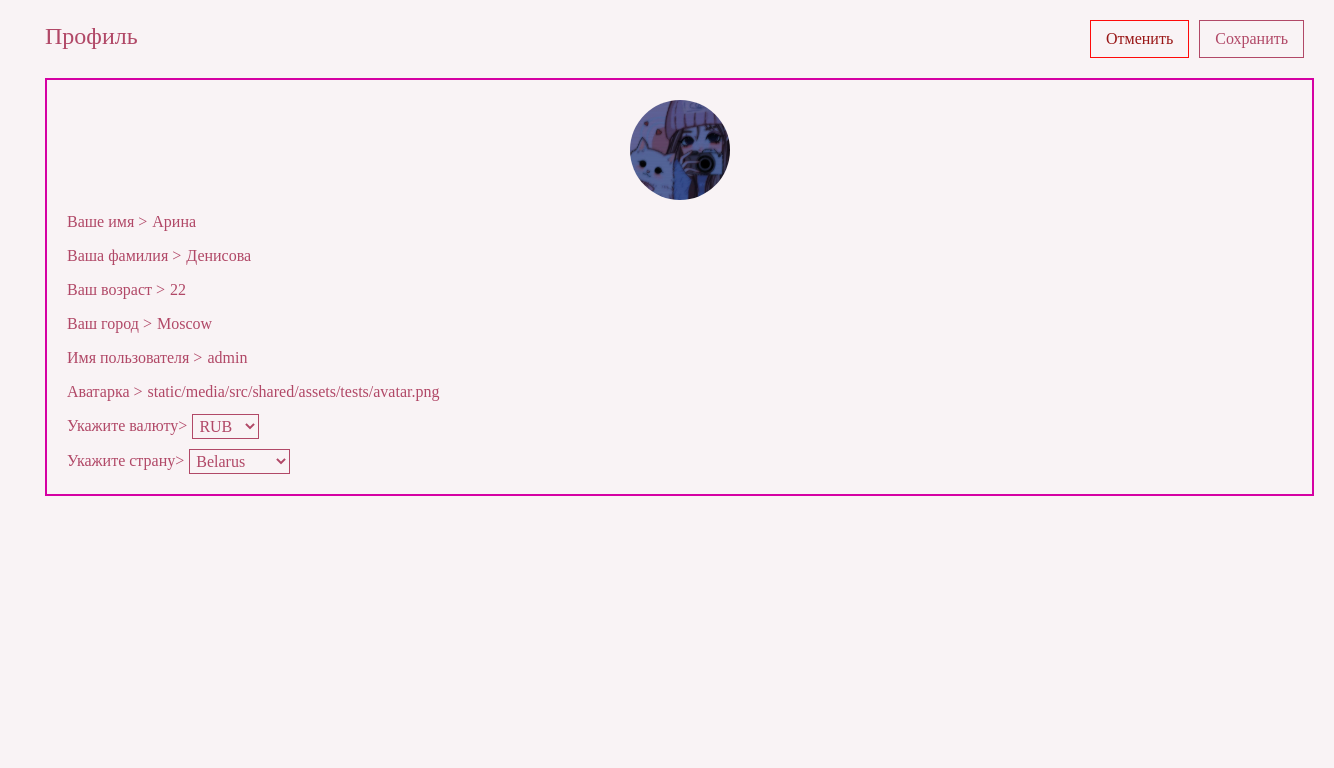 Профиль
Отменить
Сохранить
Ваше имя > Арина
Ваша фамилия > Денисова
Ваш возраст > 22
Ваш город > Moscow
Имя пользователя > admin
Аватарка > static/media/src/shared/assets/tests/avatar.png
Укажите валюту> RUB
Укажите страну> Belarus